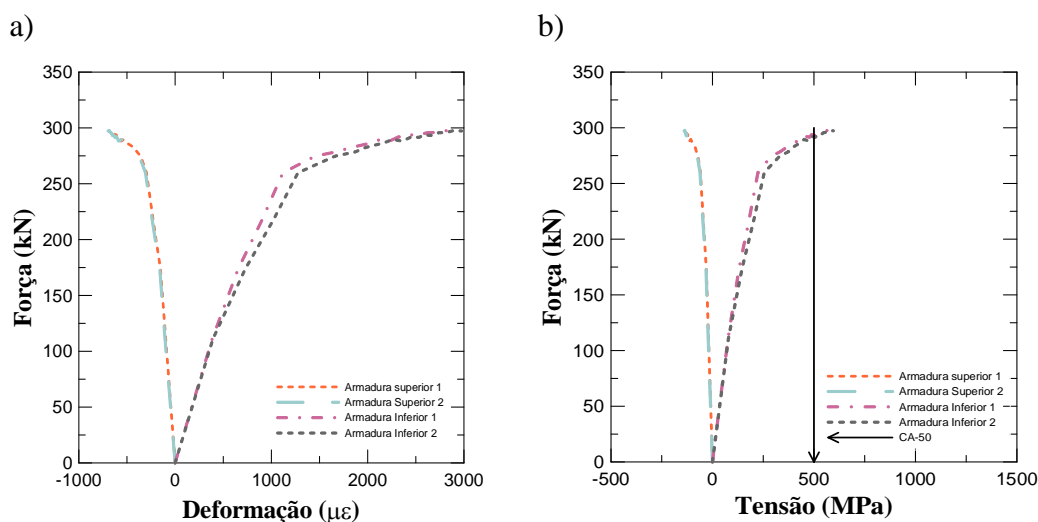 a)
350
300
250
200
150
100
50
0
Força (kN)
-1000
0
1000
2000
3000
Deformação (με)
Armadura superior 1
Armadura Superior 2
Armadura Inferior 1
Armadura Inferior 2
b)
350
300
250
200
150
100
50
0
Força (kN)
-500
0
500
1000
1500
Tensão (MPa)
Armadura superior 1
Armadura Superior 2
Armadura Inferior 1
Armadura Inferior 2
CA-50